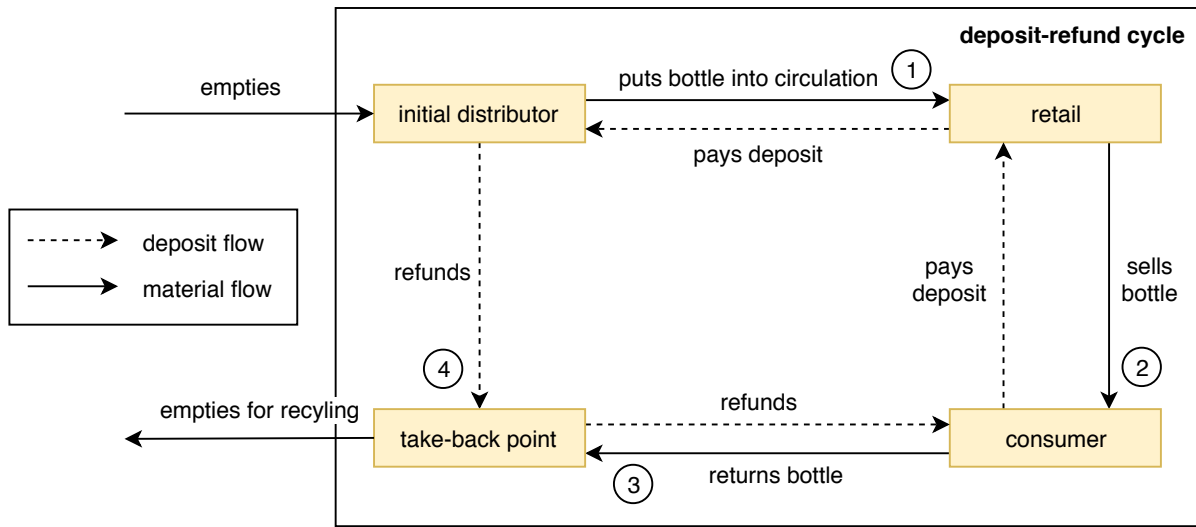 deposit-refund cycle
empties
initial distributor
puts bottle into circulation
1
pays deposit
retail
deposit flow
material flow
refunds
pays
deposit
sells
bottle
4
2
empties for recyling
take-back point
refunds
returns bottle
3
consumer